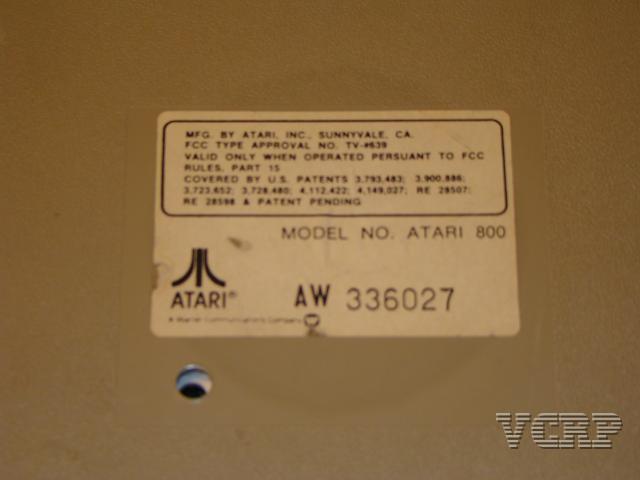 MFG. BY ATARI, INC., SUNNYVALE, CA.
FCC TYPE APPROVAL NO. TV-#639
VALID ONLY WHEN OPERATED PERSUANT TO FCC
RULES, PART 15
COVERED BY U.S. PATENTS 3,793,483; 3,900,886;
3,723,652; 3,728,480; 4,112,422; 4,149,027; RE 28507;
RE 28598 & PATENT PENDING
MODEL NO. ATARI 800
ATARI®
AW 336027
A Warner Communications Company
VCRP